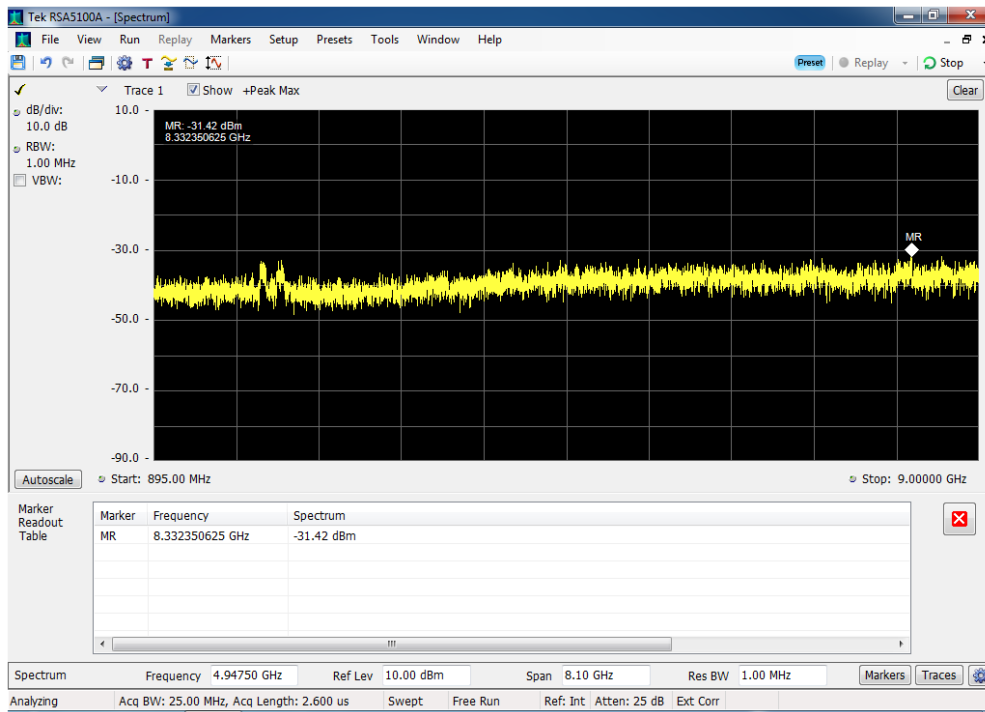 Tek RSA5100A - [Spectrum]
File View Run Replay Markers Setup Presets Tools Window Help
T Preset Replay Stop
Trace 1 Show +Peak Max Clear
dB/div:
10.0 dB
RBW:
1.00 MHz
VBW:
10.0 -
MR: -31.42 dBm
8.332350625 GHz
-10.0 -
MR
-30.0 -
-50.0 -
-70.0 -
-90.0 -
Autoscale Start: 895.00 MHz Stop: 9.00000 GHz
Marker Readout Table
Marker Frequency Spectrum
MR 8.332350625 GHz -31.42 dBm
Spectrum Frequency 4.94750 GHz Ref Lev 10.00 dBm Span 8.10 GHz Res BW 1.00 MHz Markers Traces
Analyzing Acq BW: 25.00 MHz, Acq Length: 2.600 us Swept Free Run Ref: Int Atten: 25 dB Ext Corr